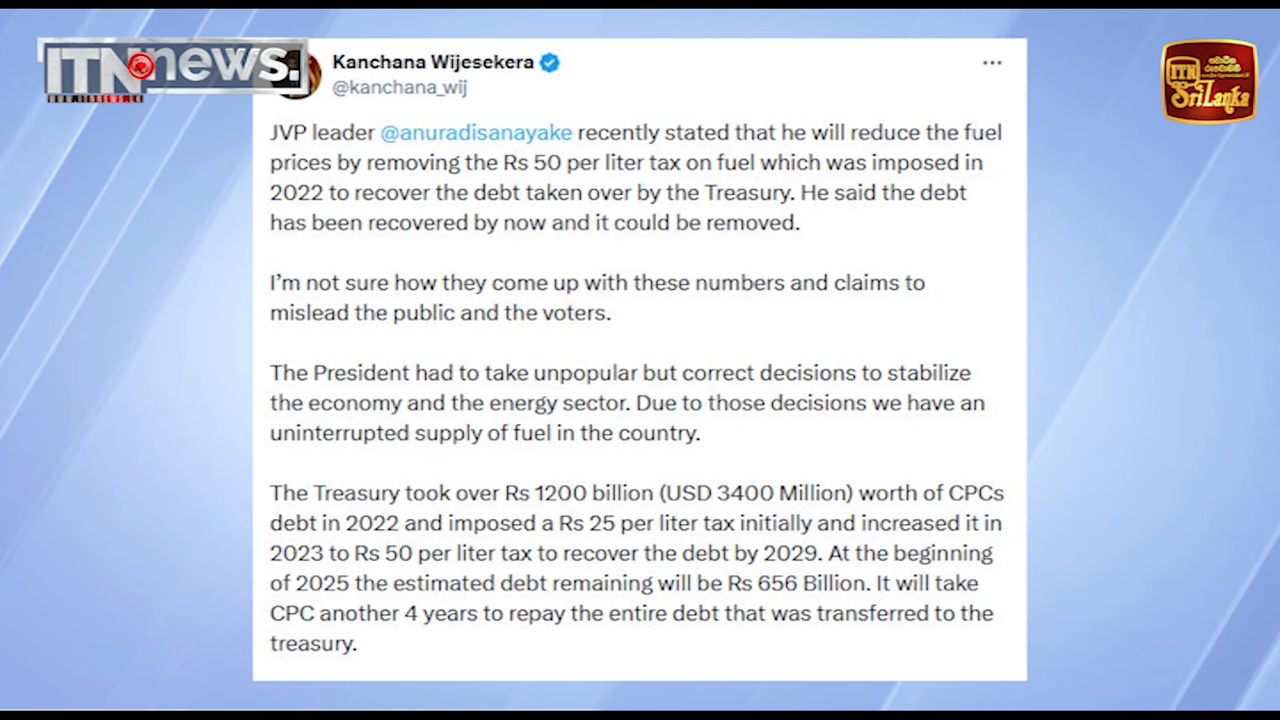 ITN news.
WWW.ITNNEWS.LK
ITN
Sri Lanka
Kanchana Wijesekera
@kanchana_wij
JVP leader @anuradisanayake recently stated that he will reduce the fuel
prices by removing the Rs 50 per liter tax on fuel which was imposed in
2022 to recover the debt taken over by the Treasury. He said the debt
has been recovered by now and it could be removed.
I’m not sure how they come up with these numbers and claims to
mislead the public and the voters.
The President had to take unpopular but correct decisions to stabilize
the economy and the energy sector. Due to those decisions we have an
uninterrupted supply of fuel in the country.
The Treasury took over Rs 1200 billion (USD 3400 Million) worth of CPCs
debt in 2022 and imposed a Rs 25 per liter tax initially and increased it in
2023 to Rs 50 per liter tax to recover the debt by 2029. At the beginning
of 2025 the estimated debt remaining will be Rs 656 Billion. It will take
CPC another 4 years to repay the entire debt that was transferred to the
treasury.